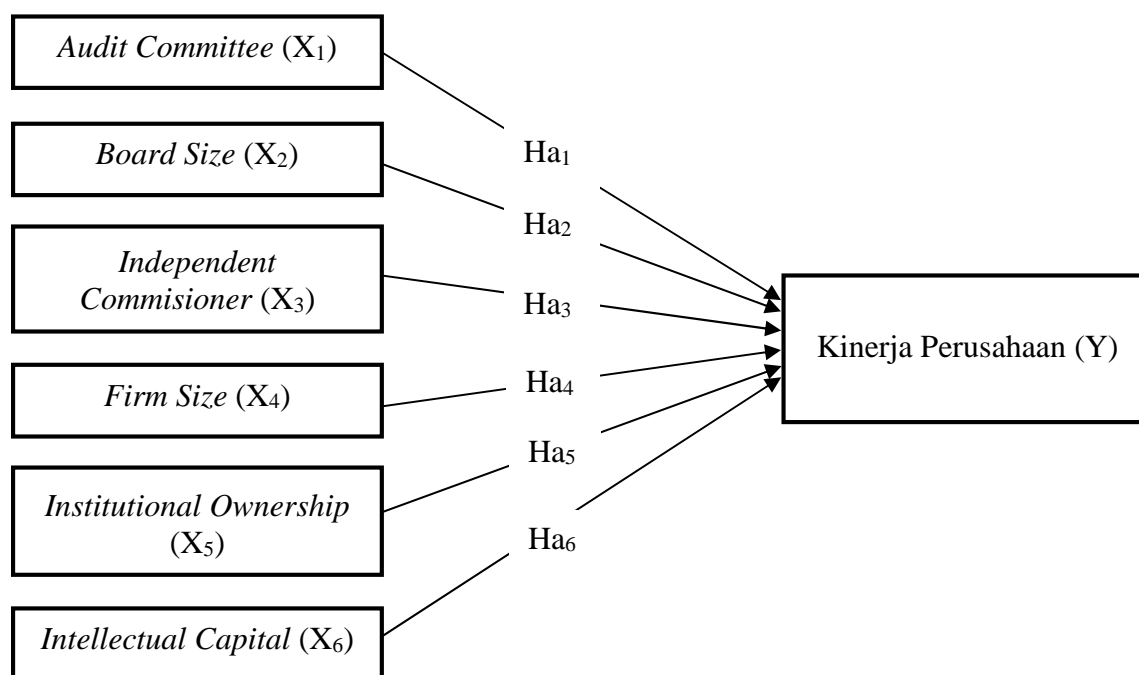 Audit Committee (X₁)
Board Size (X₂)
Independent
Commisioner (X₃)
Firm Size (X₄)
Institutional Ownership
(X₅)
Intellectual Capital (X₆)
Ha₁
Ha₂
Ha₃
Ha₄
Ha₅
Ha₆
Kinerja Perusahaan (Y)